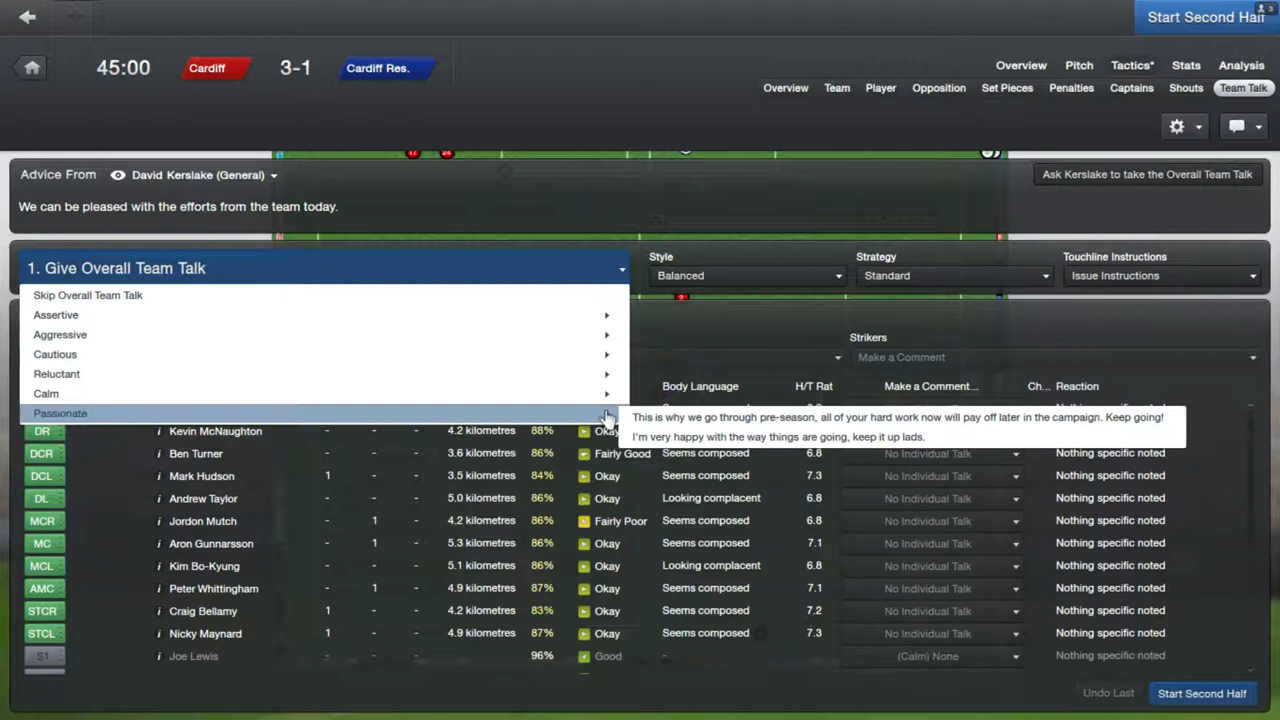 Start Second Half
3
45:00 Cardiff 3-1 Cardiff Res.
Overview Pitch Tactics* Stats Analysis
Overview Team Player Opposition Set Pieces Penalties Captains Shouts Team Talk
Advice From David Kerslake (General) Ask Kerslake to take the Overall Team Talk
We can be pleased with the efforts from the team today.
1. Give Overall Team Talk
Style Strategy Touchline Instructions
Balanced Standard Issue Instructions
Skip Overall Team Talk
Assertive
Aggressive
Cautious
Reluctant
Calm
Passionate
Strikers
Make a Comment
Body Language H/T Rat Make a Comment... Ch... Reaction
This is why we go through pre-season, all of your hard work now will pay off later in the campaign. Keep going!
I'm very happy with the way things are going, keep it up lads.
DR i Kevin McNaughton - - - 4.2 kilometres 88% Okay
DCR i Ben Turner - - - 3.6 kilometres 86% Fairly Good Seems composed 6.8 No Individual Talk Nothing specific noted
DCL i Mark Hudson 1 - - 3.5 kilometres 84% Okay Seems composed 7.3 No Individual Talk Nothing specific noted
DL i Andrew Taylor - - - 5.0 kilometres 86% Okay Looking complacent 6.8 No Individual Talk Nothing specific noted
MCR i Jordon Mutch - 1 - 4.2 kilometres 86% Fairly Poor Seems composed 6.8 No Individual Talk Nothing specific noted
MC i Aron Gunnarsson - 1 - 5.3 kilometres 86% Okay Seems composed 7.1 No Individual Talk Nothing specific noted
MCL i Kim Bo-Kyung - - - 5.1 kilometres 86% Okay Looking complacent 6.8 No Individual Talk Nothing specific noted
AMC i Peter Whittingham - 1 - 4.9 kilometres 87% Okay Seems composed 7.1 No Individual Talk Nothing specific noted
STCR i Craig Bellamy - - - 4.2 kilometres 83% Okay Seems composed 7.2 No Individual Talk Nothing specific noted
STCL i Nicky Maynard 1 - - 4.9 kilometres 87% Okay Seems composed 7.3 No Individual Talk Nothing specific noted
S1 i Joe Lewis 96% Good - (Calm) None Nothing specific noted
Undo Last Start Second Half